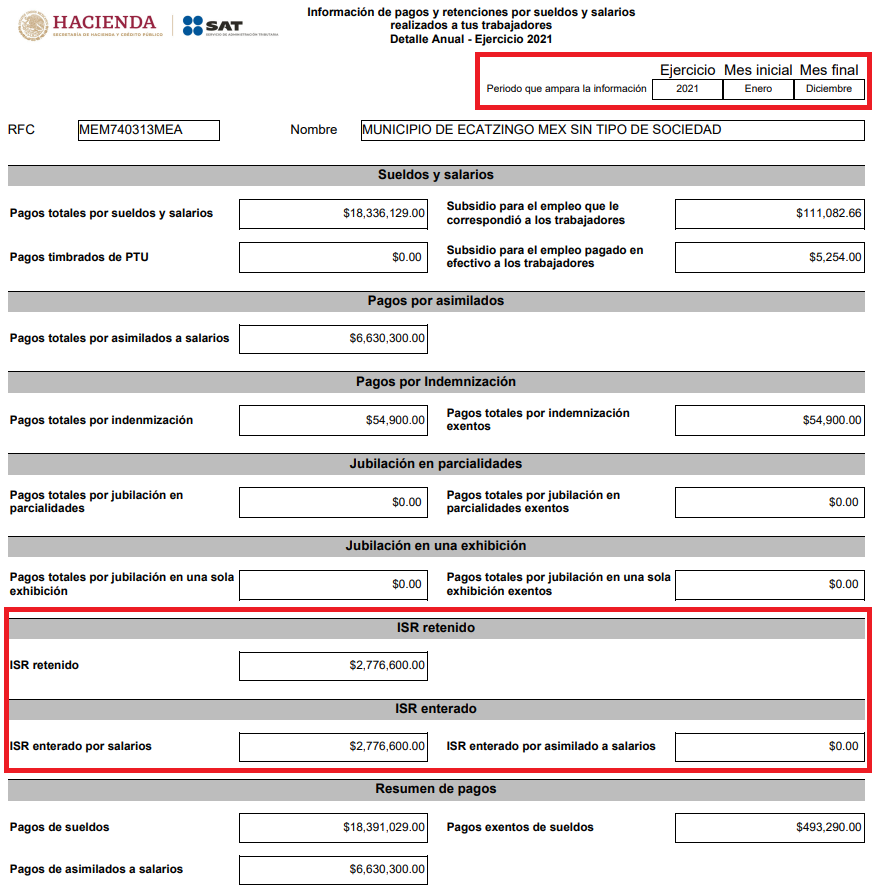 HACIENDA
SECRETARÍA DE HACIENDA Y CRÉDITO PÚBLICO
SAT
SERVICIO DE ADMINISTRACIÓN TRIBUTARIA
Información de pagos y retenciones por sueldos y salarios
realizados a tus trabajadores
Detalle Anual - Ejercicio 2021
Ejercicio Mes inicial Mes final
Periodo que ampara la información 2021 Enero Diciembre
RFC MEM740313MEA Nombre MUNICIPIO DE ECATZINGO MEX SIN TIPO DE SOCIEDAD
Sueldos y salarios
Pagos totales por sueldos y salarios $18,336,129.00 Subsidio para el empleo que le
correspondió a los trabajadores $111,082.66
Pagos timbrados de PTU $0.00 Subsidio para el empleo pagado en
efectivo a los trabajadores $5,254.00
Pagos por asimilados
Pagos totales por asimilados a salarios $6,630,300.00
Pagos por Indemnización
Pagos totales por indenmización $54,900.00 Pagos totales por indemnización
exentos $54,900.00
Jubilación en parcialidades
Pagos totales por jubilación en
parcialidades $0.00 Pagos totales por jubilación en
parcialidades exentos $0.00
Jubilación en una exhibición
Pagos totales por jubilación en una sola
exhibición $0.00 Pagos totales por jubilación en una sola
exhibición exentos $0.00
ISR retenido
ISR retenido $2,776,600.00
ISR enterado
ISR enterado por salarios $2,776,600.00 ISR enterado por asimilado a salarios $0.00
Resumen de pagos
Pagos de sueldos $18,391,029.00 Pagos exentos de sueldos $493,290.00
Pagos de asimilados a salarios $6,630,300.00